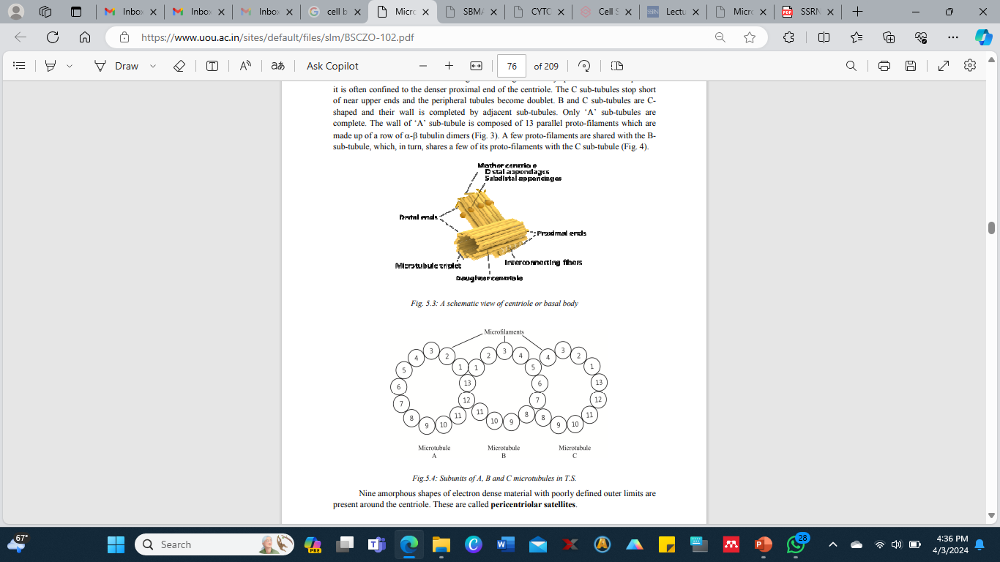 Inbox
Inbox
Inbox
cell b
Micro
SBMA
CYTC
Cell S
Lectu
Micro
SSRN
https://www.uou.ac.in/sites/default/files/slm/BSCZO-102.pdf
Draw
Ask Copilot
76 of 209
it is often confined to the denser proximal end of the centriole. The C sub-tubules stop short
of near upper ends and the peripheral tubules become doublet. B and C sub-tubules are C-
shaped and their wall is completed by adjacent sub-tubules. Only ‘A’ sub-tubules are
complete. The wall of ‘A’ sub-tubule is composed of 13 parallel proto-filaments which are
made up of a row of α-β tubulin dimers (Fig. 3). A few proto-filaments are shared with the B-
sub-tubule, which, in turn, shares a few of its proto-filaments with the C sub-tubule (Fig. 4).
Mother centriole
Distal appendages
Subdistal appendages
Distal ends
Proximal ends
Microtubule triplet
Interconnecting fibers
Daughter centriole
Fig. 5.3: A schematic view of centriole or basal body
Microfilaments
3 2 1 13 12 11 10 9 8 7 6 5 4
1 2 3 4 5 6 7 8 9 10 11
4 3 2 1 13 12 11 10 9 8
Microtubule A
Microtubule B
Microtubule C
Fig.5.4: Subunits of A, B and C microtubules in T.S.
Nine amorphous shapes of electron dense material with poorly defined outer limits are
present around the centriole. These are called pericentriolar satellites.
67°
Search
PRE
28
4:36 PM
4/3/2024